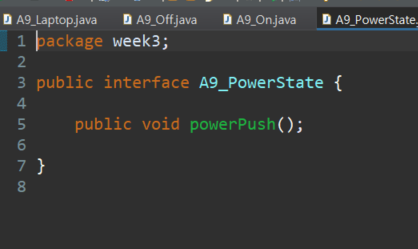 A9_Laptop.java A9_Off.java A9_On.java A9_PowerState.
1 package week3;
2
3 public interface A9_PowerState {
4
5 public void powerPush();
6
7 }
8